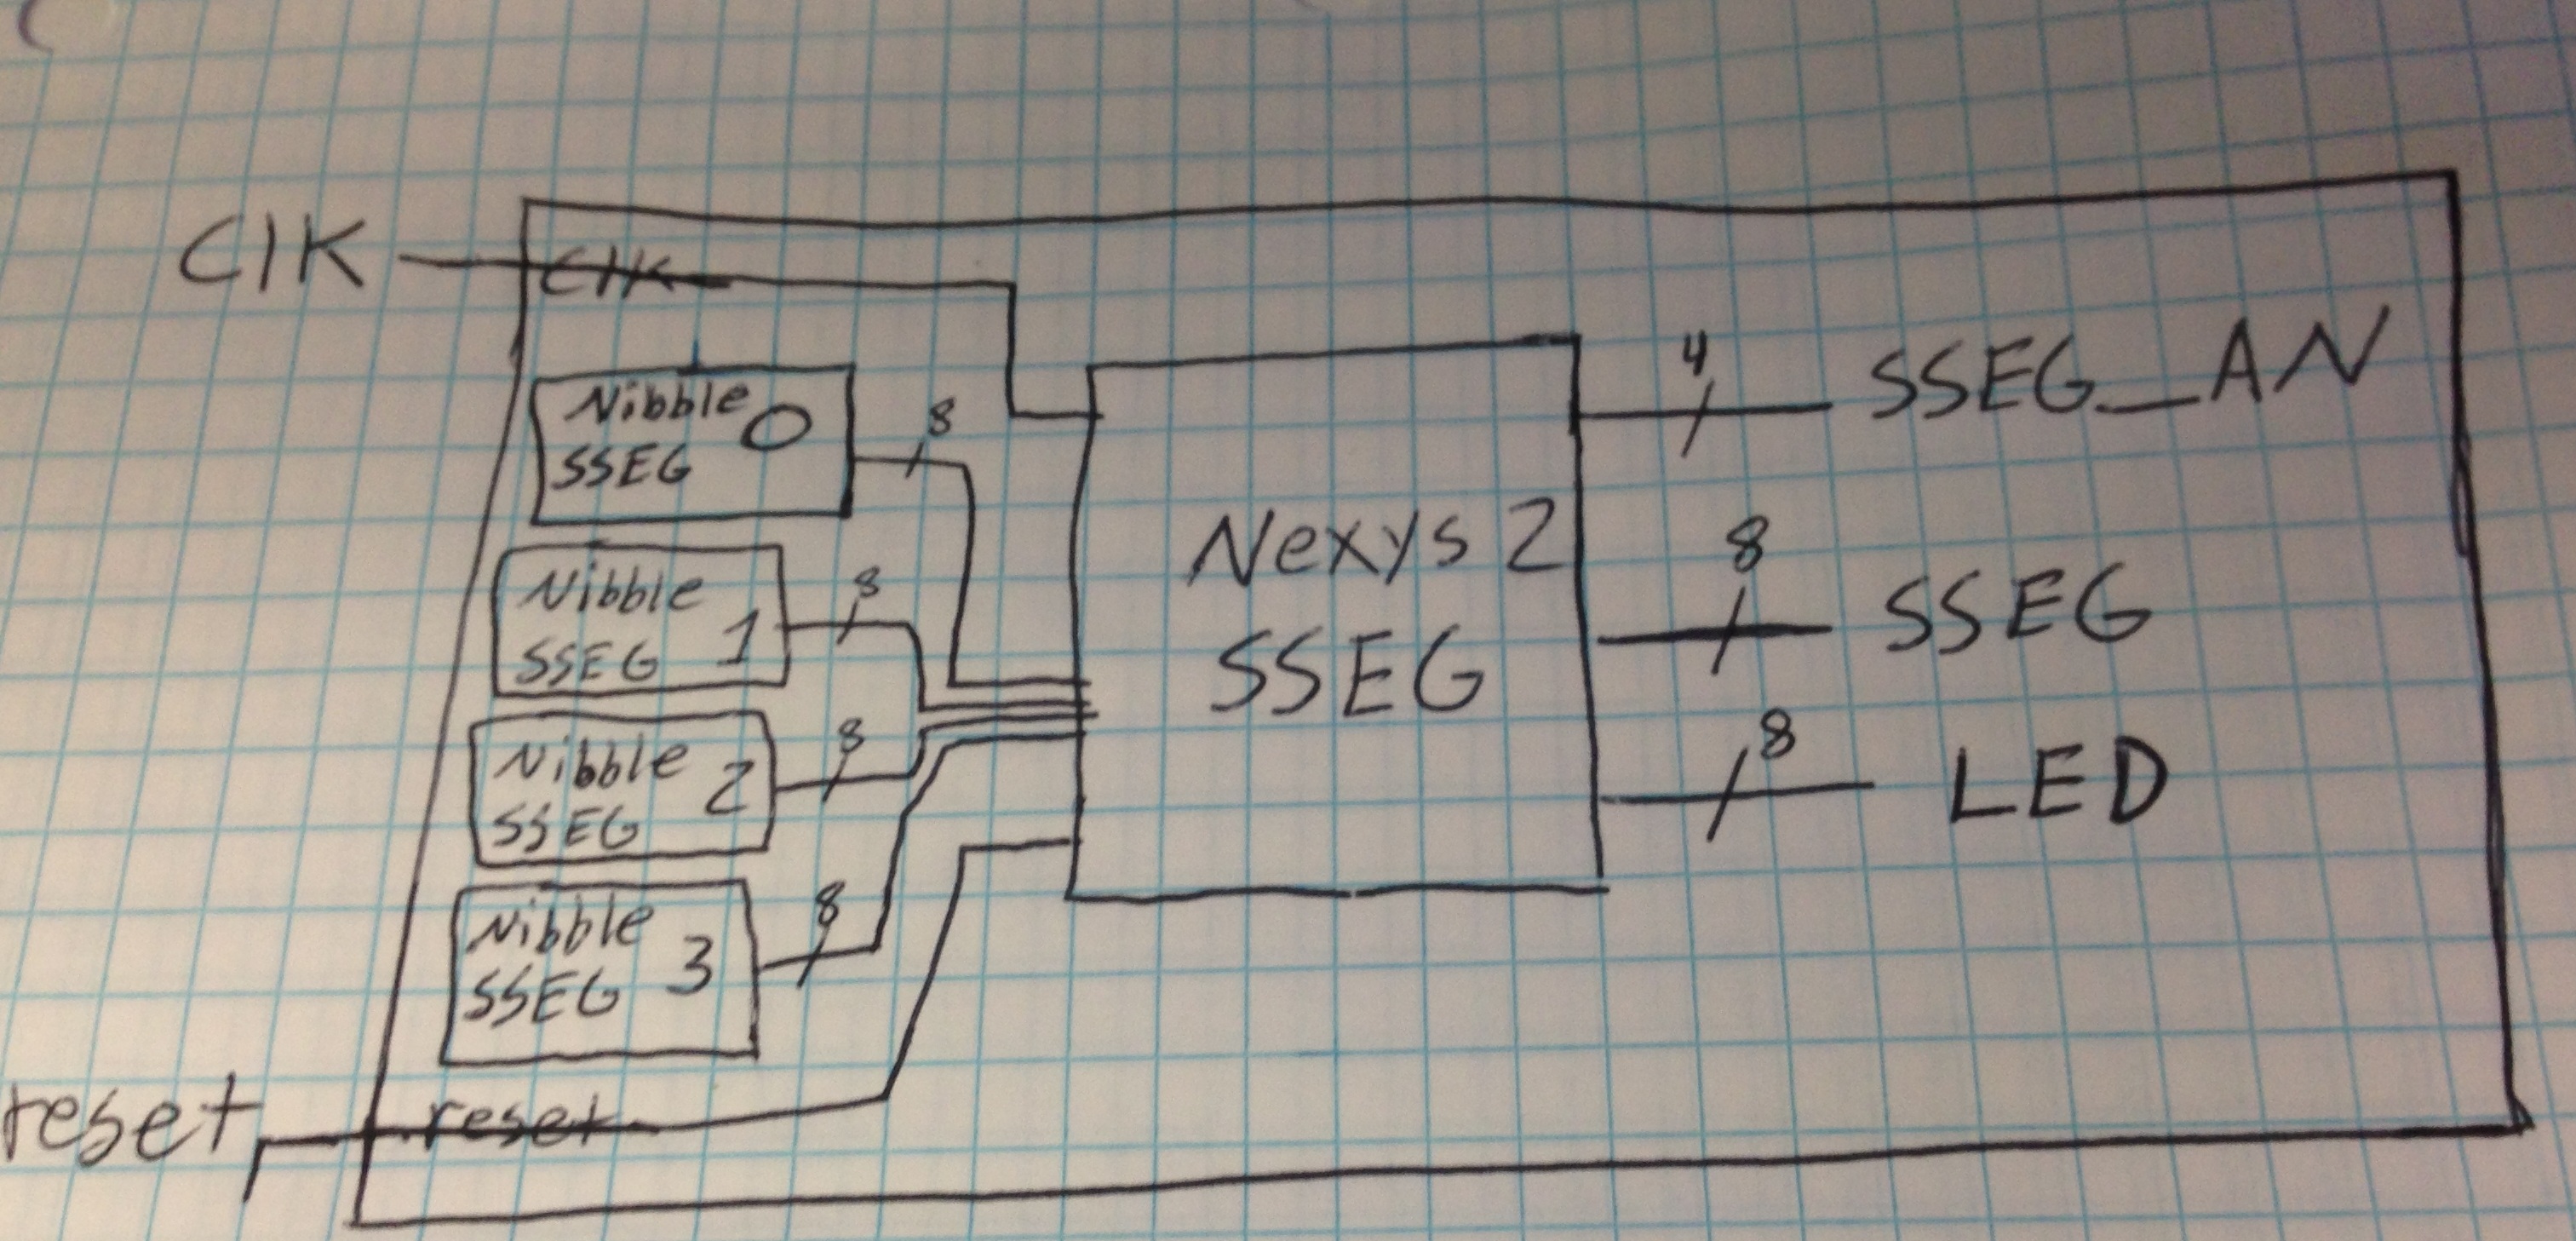 Clk
Clk
Nibble
SSEG 0
8
Nibble
SSEG 1
8
Nibble
SSEG 2
8
Nibble
SSEG 3
8
reset
reset
Nexys 2
SSEG
4
SSEG_AN
8
SSEG
8
LED